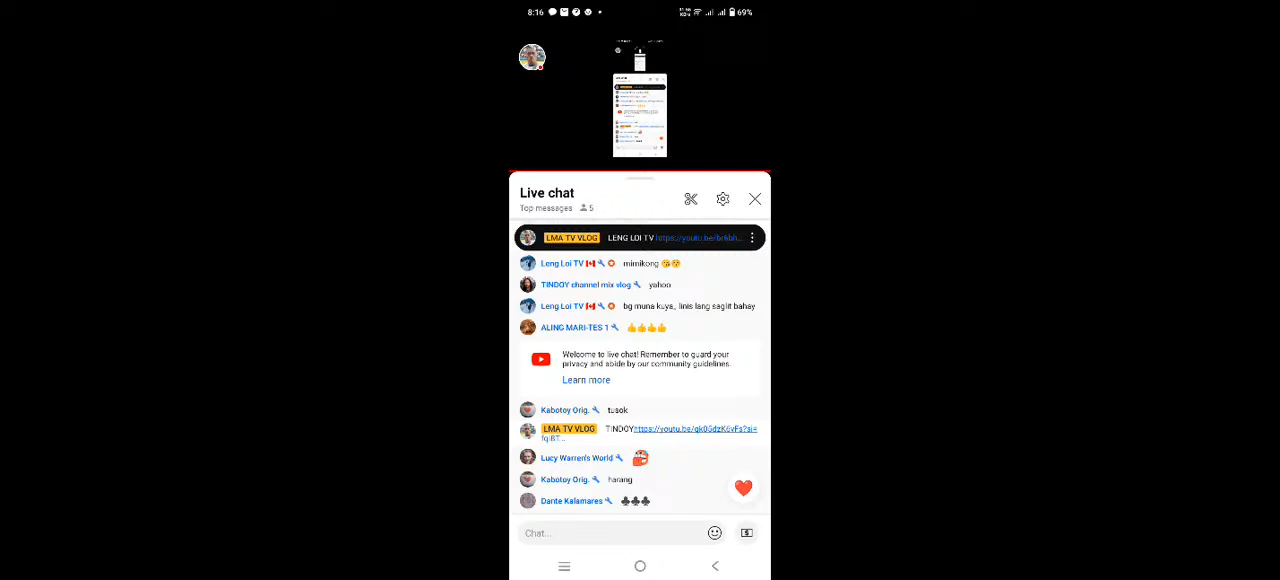 8:16
69%
Live chat
Top messages 5
LMA TV VLOG LENG LOI TV
Leng Loi TV mimikong 😘😚
TINDOY channel mix vlog yahoo
Leng Loi TV bg muna kuya,, linis lang saglit bahay
ALING MARI-TES 1 👍👍👍👍
Welcome to live chat! Remember to guard your
privacy and abide by our community guidelines.
Learn more
Kabotoy Orig. tusok
LMA TV VLOG TINDOYhttps://youtu.be/qk05dzK6vFs?si=
Lucy Warren's World
Kabotoy Orig. harang
Dante Kalamares ♣♣♣
Chat...